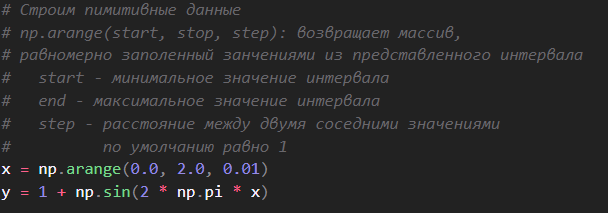 # Строим пимитивные данные
# np.arange(start, stop, step): возвращает массив,
# равномерно заполенный занчениями из представленного интервала
#   start - минимальное значение интервала
#   end - максимальное значение интервала
#   step - расстояние между двумя соседними значениями
#          по умолчанию равно 1
x = np.arange(0.0, 2.0, 0.01)
y = 1 + np.sin(2 * np.pi * x)